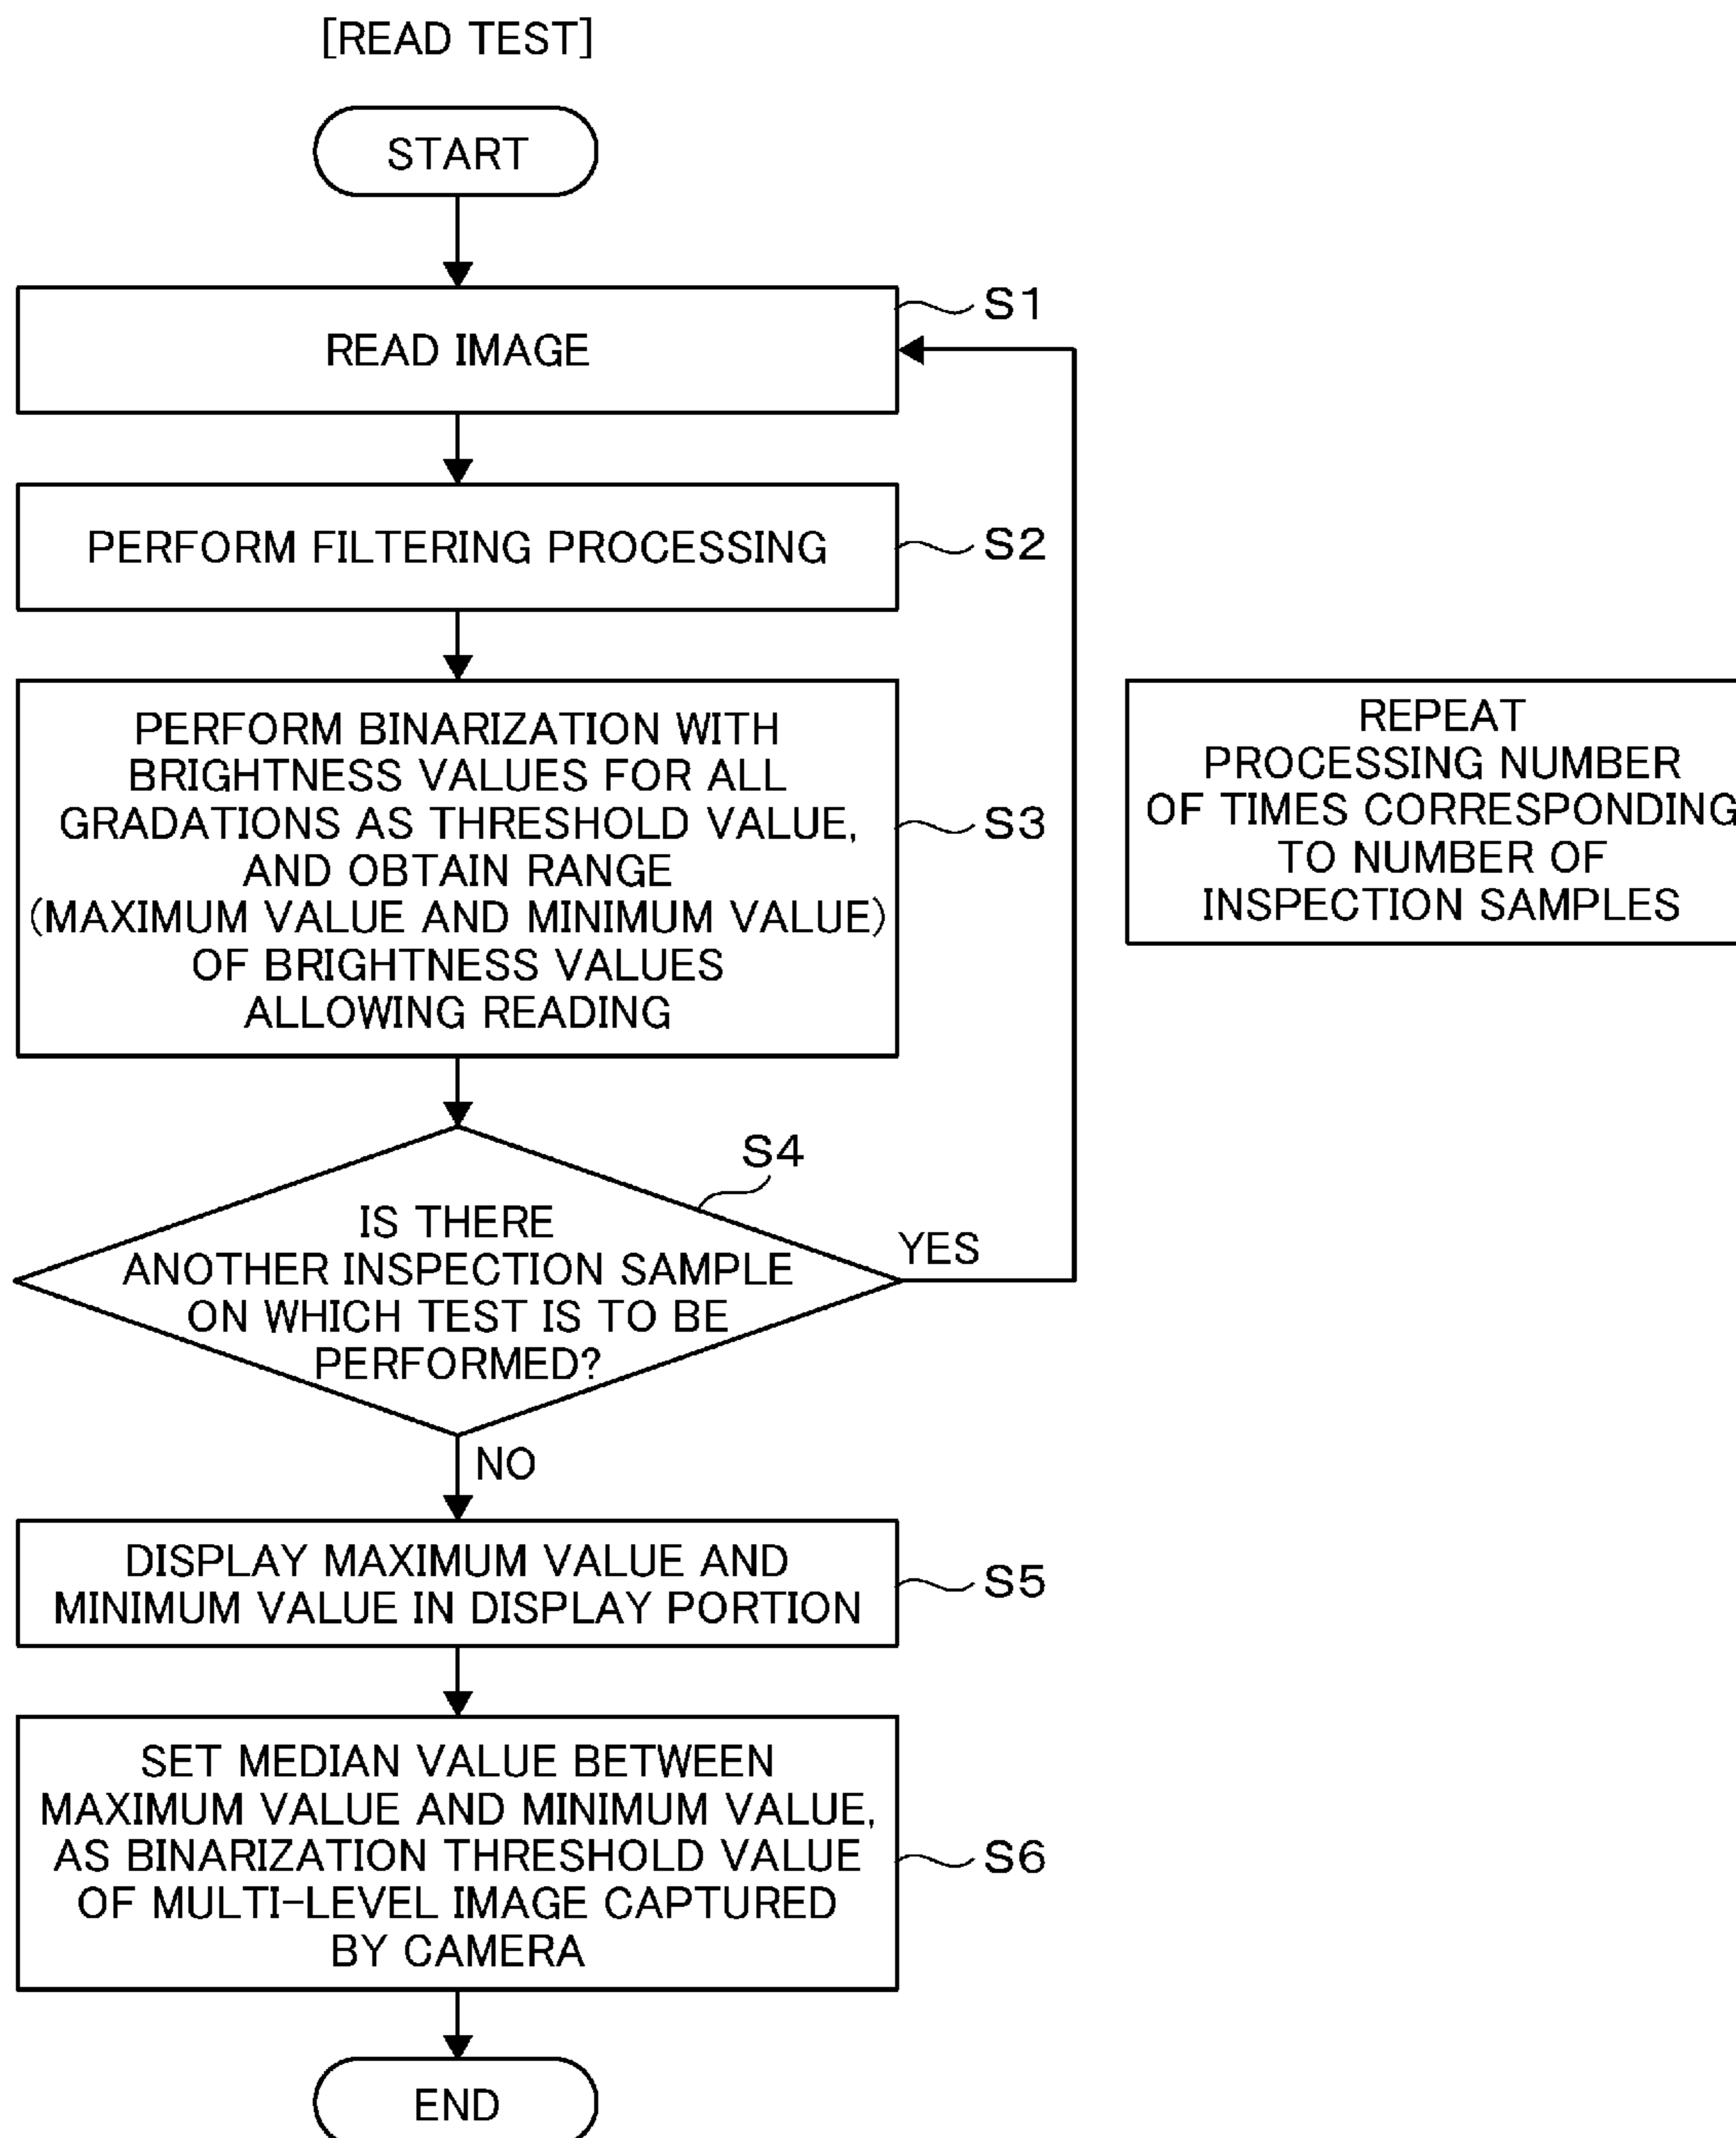 [READ TEST]
START
READ IMAGE
S1
PERFORM FILTERING PROCESSING
S2
PERFORM BINARIZATION WITH
BRIGHTNESS VALUES FOR ALL
GRADATIONS AS THRESHOLD VALUE,
AND OBTAIN RANGE
(MAXIMUM VALUE AND MINIMUM VALUE)
OF BRIGHTNESS VALUES
ALLOWING READING
S3
REPEAT
PROCESSING NUMBER
OF TIMES CORRESPONDING
TO NUMBER OF
INSPECTION SAMPLES
S4
IS THERE
ANOTHER INSPECTION SAMPLE
ON WHICH TEST IS TO BE
PERFORMED?
YES
NO
DISPLAY MAXIMUM VALUE AND
MINIMUM VALUE IN DISPLAY PORTION
S5
SET MEDIAN VALUE BETWEEN
MAXIMUM VALUE AND MINIMUM VALUE,
AS BINARIZATION THRESHOLD VALUE
OF MULTI-LEVEL IMAGE CAPTURED
BY CAMERA
S6
END